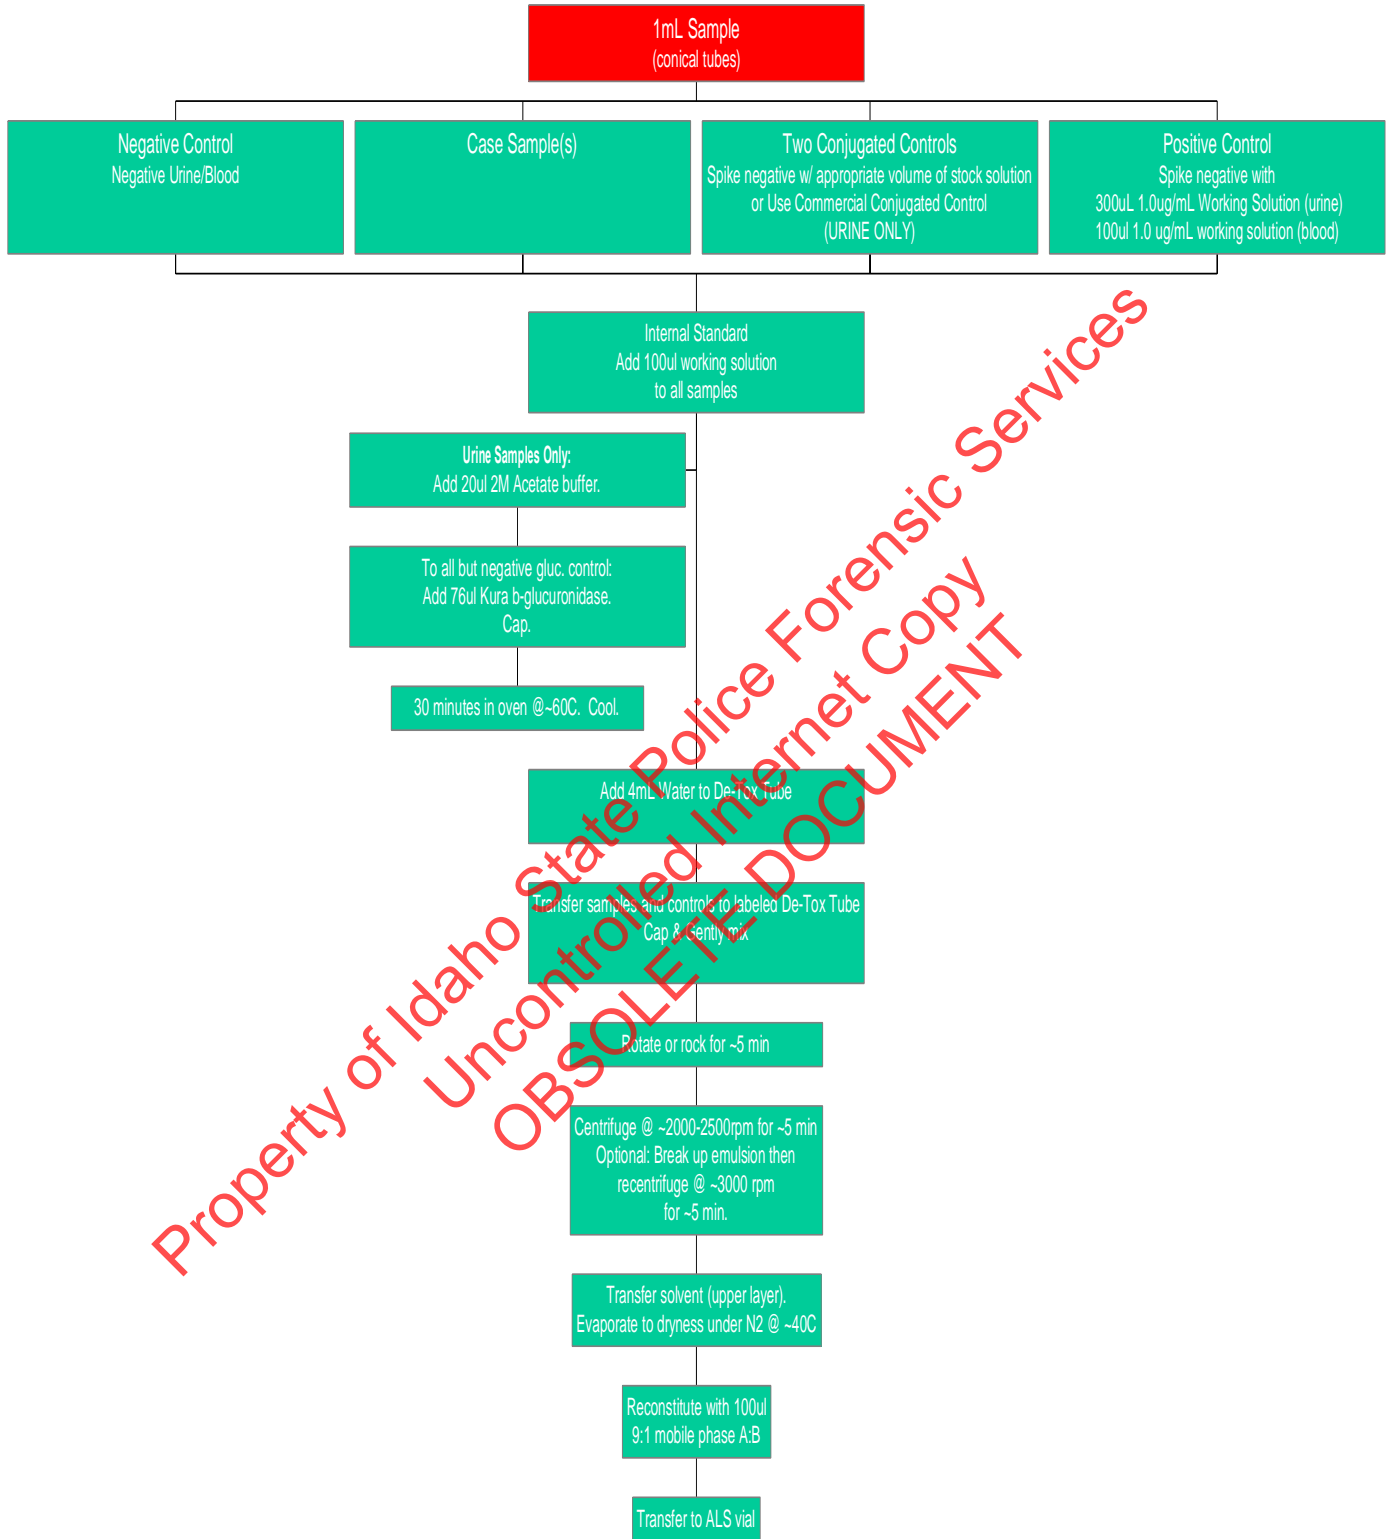 1mL Sample
(conical tubes)
Negative Control
Negative Urine/Blood
Case Sample(s)
Two Conjugated Controls
Spike negative w/ appropriate volume of stock solution
or Use Commercial Conjugated Control
(URINE ONLY)
Positive Control
Spike negative with
300uL 1.0ug/mL Working Solution (urine)
100ul 1.0 ug/mL working solution (blood)
Internal Standard
Add 100ul working solution
to all samples
Urine Samples Only:
Add 20ul 2M Acetate buffer.
To all but negative gluc. control:
Add 76ul Kura b-glucuronidase.
Cap.
30 minutes in oven @~60C. Cool.
Add 4mL Water to De-Tox Tube
Transfer samples and controls to labeled De-Tox Tube
Cap & Gently mix
Rotate or rock for ~5 min
Centrifuge @ ~2000-2500rpm for ~5 min
Optional: Break up emulsion then
recentrifuge @ ~3000 rpm
for ~5 min.
Transfer solvent (upper layer).
Evaporate to dryness under N2 @ ~40C
Reconstitute with 100ul
9:1 mobile phase A:B
Transfer to ALS vial
Property of Idaho State Police Forensic Services
Uncontrolled Internet Copy
OBSOLETE DOCUMENT